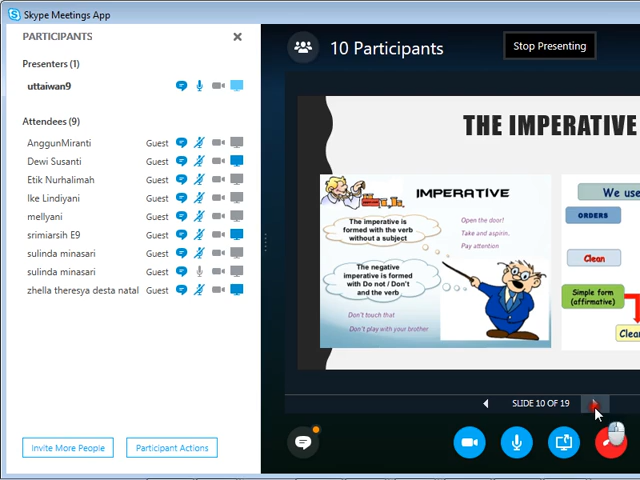 Skype Meetings App
PARTICIPANTS
Presenters (1)
uttaiwan9
Attendees (9)
AnggunMiranti Guest
Dewi Susanti Guest
Etik Nurhalimah Guest
Ike Lindiyani Guest
mellyani Guest
srimiarsih E9 Guest
sulinda minasari Guest
sulinda minasari Guest
zhella theresya desta natal Guest
Invite More People
Participant Actions
10 Participants
Stop Presenting
THE IMPERATIVE
IMPERATIVE
The imperative is
formed with the verb
without a subject
Open the door!
Take and aspirin.
Pay attention
The negative
imperative is formed
with Do not / Don't
and the verb
Don't touch that
Don't play with your brother
We use
ORDERS
Clean
Simple form
(affirmative)
Clea
SLIDE 10 OF 19